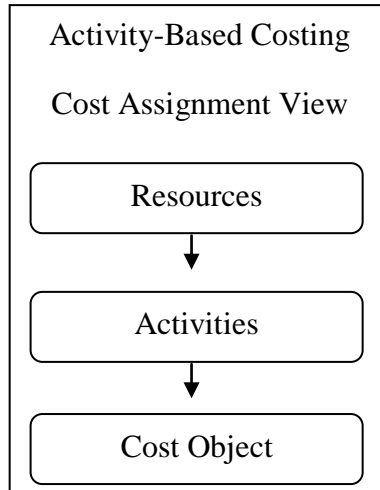 Activity-Based Costing
Cost Assignment View
Resources
Activities
Cost Object